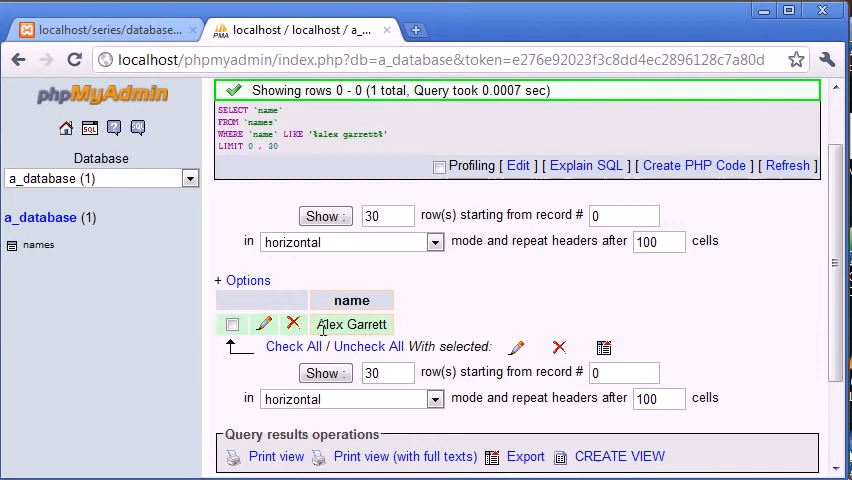 localhost/series/database...
localhost / localhost / a_...
localhost/phpmyadmin/index.php?db=a_database&token=e276e92023f3c8dd4ec2896128c7a80d
phpMyAdmin
SQL
Database
a_database (1)
a_database (1)
names
Showing rows 0 - 0 (1 total, Query took 0.0007 sec)
SELECT `name`
FROM `names`
WHERE `name` LIKE '%alex garrett%'
LIMIT 0 , 30
Profiling [ Edit ] [ Explain SQL ] [ Create PHP Code ] [ Refresh ]
Show : 30 row(s) starting from record # 0
in horizontal mode and repeat headers after 100 cells
+ Options
name
Alex Garrett
Check All / Uncheck All With selected:
Show : 30 row(s) starting from record # 0
in horizontal mode and repeat headers after 100 cells
Query results operations
Print view Print view (with full texts) Export CREATE VIEW